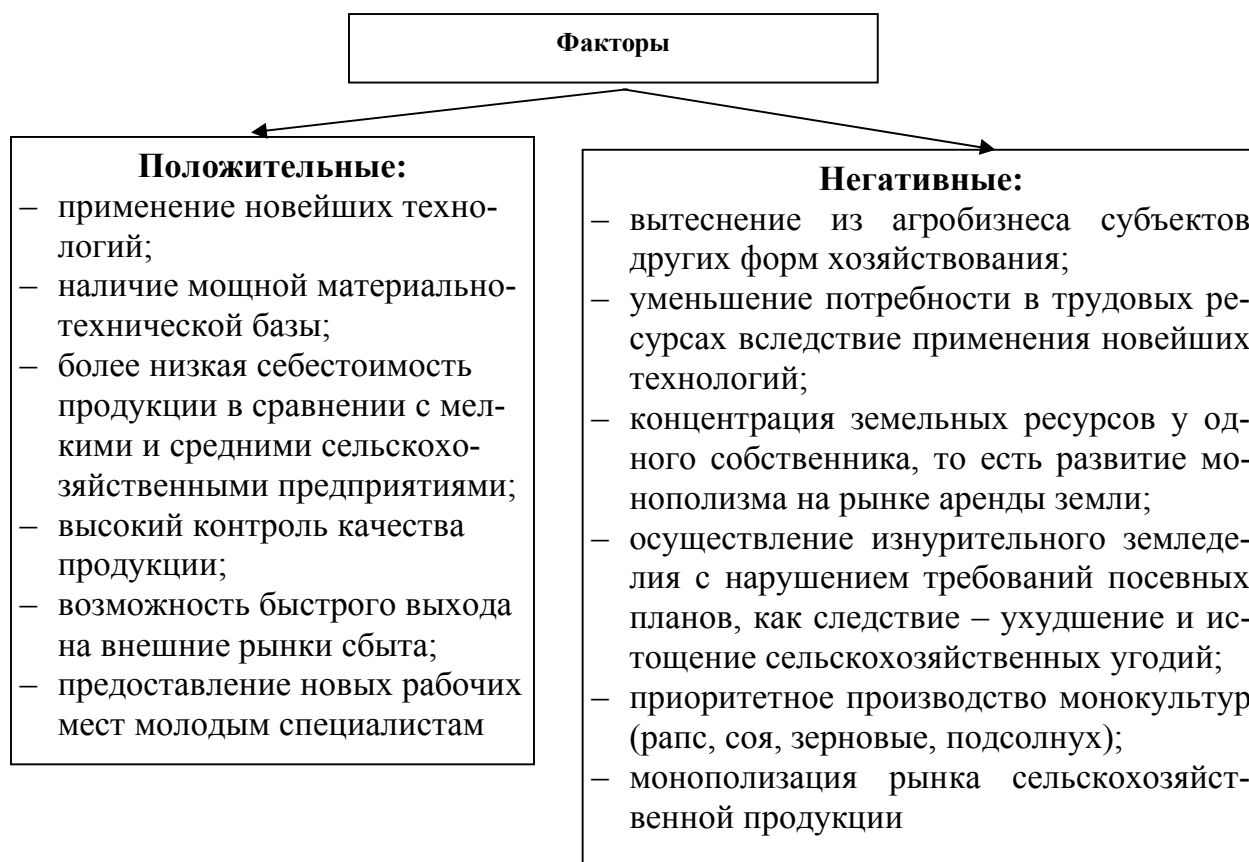 Факторы
Положительные:
– применение новейших техно-
логий;
– наличие мощной материально-
технической базы;
– более низкая себестоимость
продукции в сравнении с мел-
кими и средними сельскохо-
зяйственными предприятиями;
– высокий контроль качества
продукции;
– возможность быстрого выхода
на внешние рынки сбыта;
– предоставление новых рабочих
мест молодым специалистам
Негативные:
– вытеснение из агробизнеса субъектов
других форм хозяйствования;
– уменьшение потребности в трудовых ре-
сурсах вследствие применения новейших
технологий;
– концентрация земельных ресурсов у од-
ного собственника, то есть развитие мо-
нополизма на рынке аренды земли;
– осуществление изнурительного земледе-
лия с нарушением требований посевных
планов, как следствие – ухудшение и ис-
тощение сельскохозяйственных угодий;
– приоритетное производство монокультур
(рапс, соя, зерновые, подсолнух);
– монополизация рынка сельскохозяйст-
венной продукции